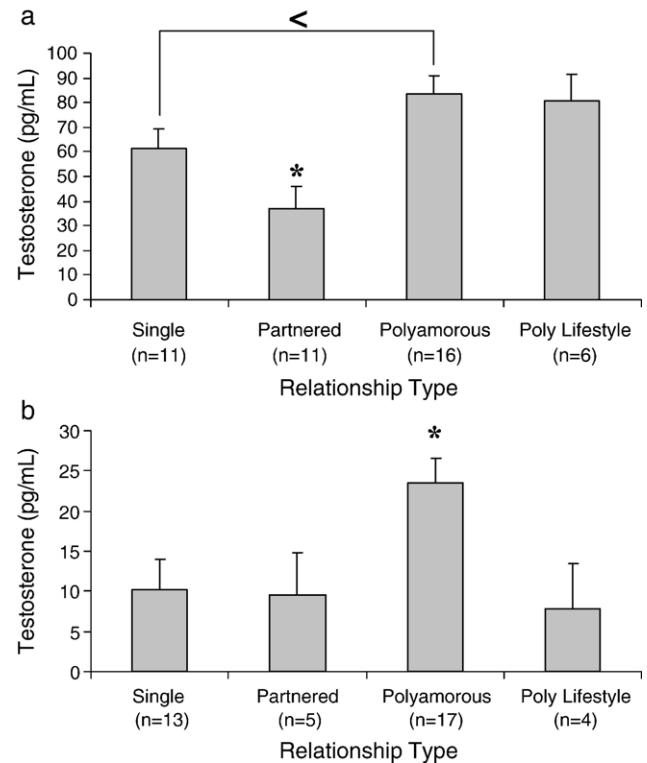 a
<
Testosterone (pg/mL)
100
90
80
70
60
50
40
30
20
10
0
*
Single Partnered Polyamorous Poly Lifestyle
(n=11) (n=11) (n=16) (n=6)
Relationship Type
b
Testosterone (pg/mL)
30
25
20
15
10
5
0
*
Single Partnered Polyamorous Poly Lifestyle
(n=13) (n=5) (n=17) (n=4)
Relationship Type